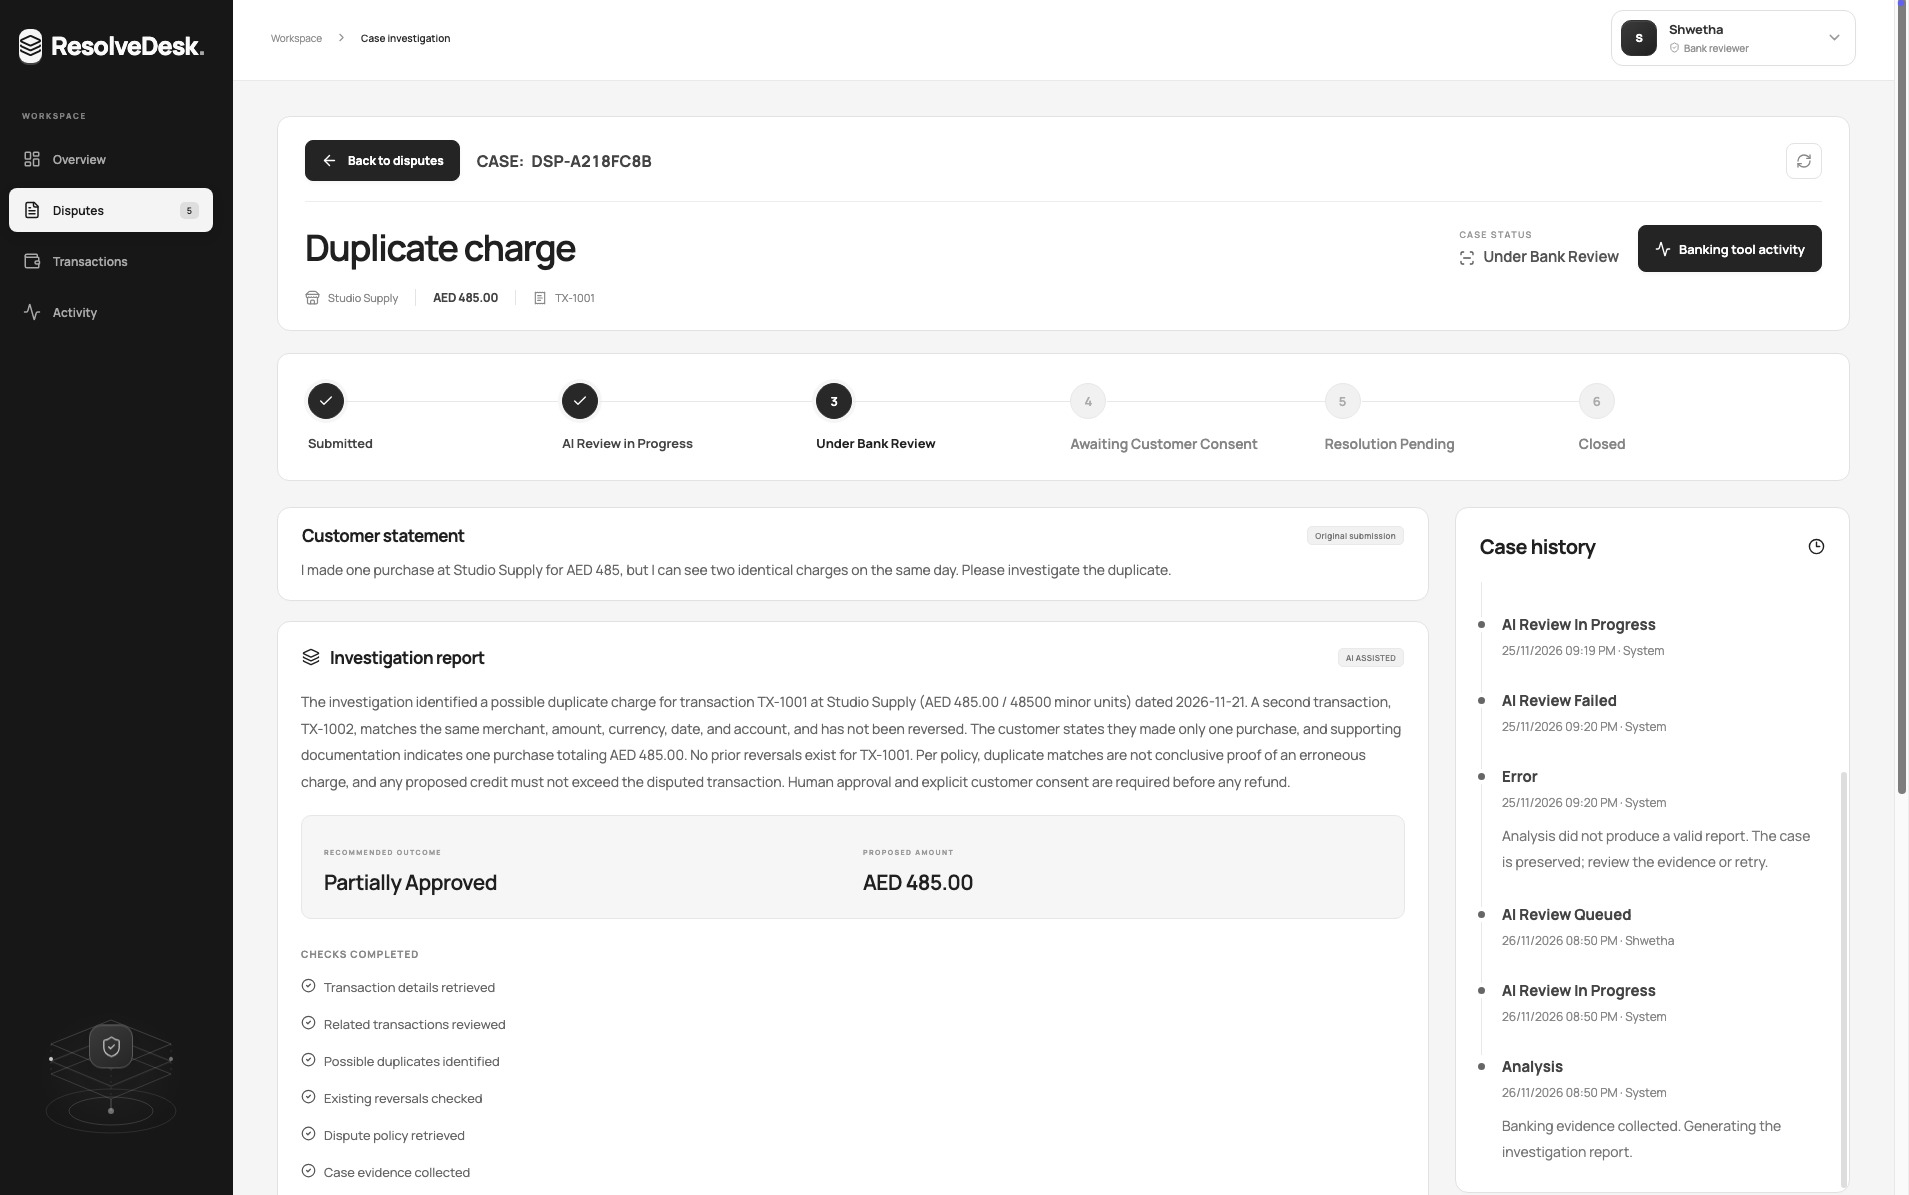 ResolveDesk.
WORKSPACE
Overview
Disputes 5
Transactions
Activity
Workspace > Case investigation
S
Shwetha
Bank reviewer
Back to disputes
CASE: DSP-A218FC8B
Duplicate charge
Studio Supply
AED 485.00
TX-1001
CASE STATUS
Under Bank Review
Banking tool activity
Submitted
AI Review in Progress
3
Under Bank Review
4
Awaiting Customer Consent
5
Resolution Pending
6
Closed
Customer statement
Original submission
I made one purchase at Studio Supply for AED 485, but I can see two identical charges on the same day. Please investigate the duplicate.
Investigation report
AI ASSISTED
The investigation identified a possible duplicate charge for transaction TX-1001 at Studio Supply (AED 485.00 / 48500 minor units) dated 2026-11-21. A second transaction,
TX-1002, matches the same merchant, amount, currency, date, and account, and has not been reversed. The customer states they made only one purchase, and supporting
documentation indicates one purchase totaling AED 485.00. No prior reversals exist for TX-1001. Per policy, duplicate matches are not conclusive proof of an erroneous
charge, and any proposed credit must not exceed the disputed transaction. Human approval and explicit customer consent are required before any refund.
RECOMMENDED OUTCOME
Partially Approved
PROPOSED AMOUNT
AED 485.00
CHECKS COMPLETED
Transaction details retrieved
Related transactions reviewed
Possible duplicates identified
Existing reversals checked
Dispute policy retrieved
Case evidence collected
Case history
AI Review In Progress
25/11/2026 09:19 PM · System
AI Review Failed
25/11/2026 09:20 PM · System
Error
25/11/2026 09:20 PM · System
Analysis did not produce a valid report. The case
is preserved; review the evidence or retry.
AI Review Queued
26/11/2026 08:50 PM · Shwetha
AI Review In Progress
26/11/2026 08:50 PM · System
Analysis
26/11/2026 08:50 PM · System
Banking evidence collected. Generating the
investigation report.